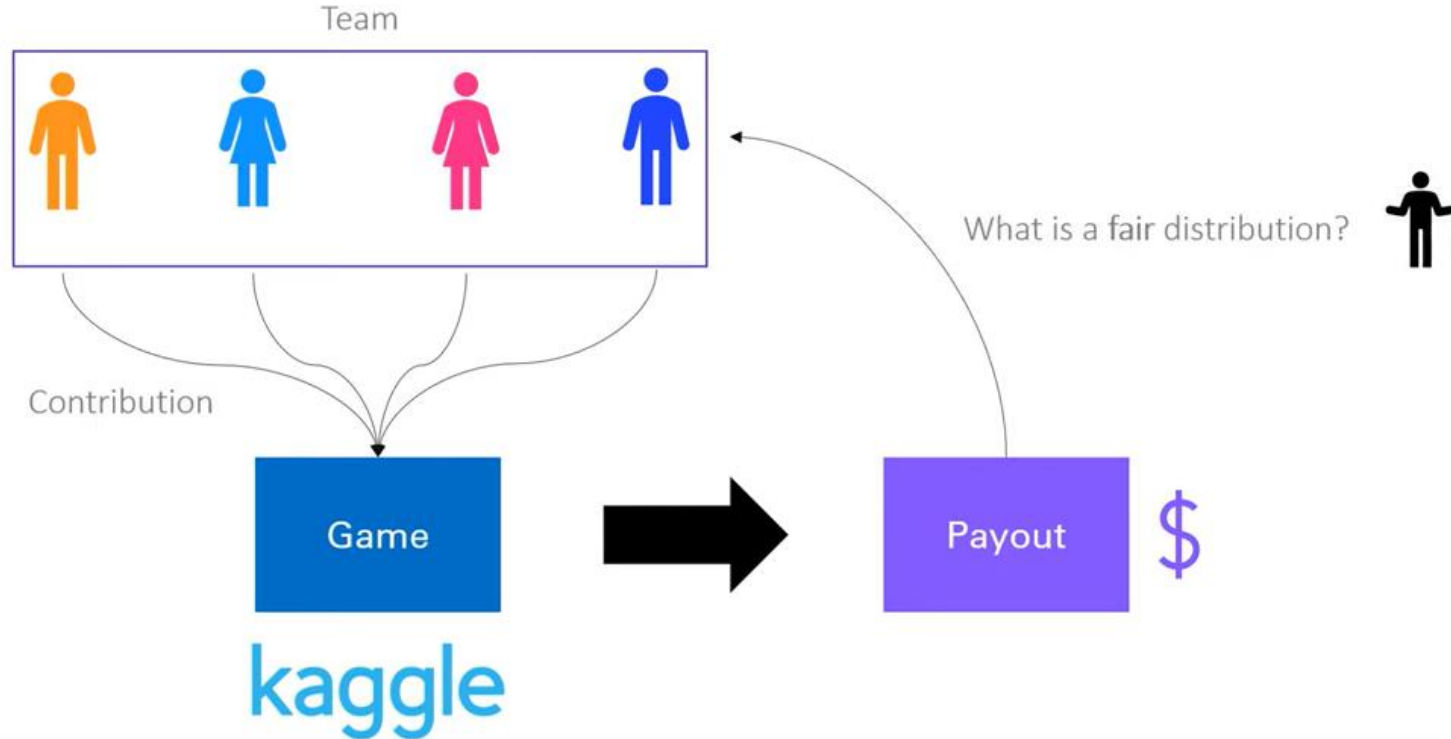 Team
What is a fair distribution?
Contribution
Game
Payout
$
kaggle